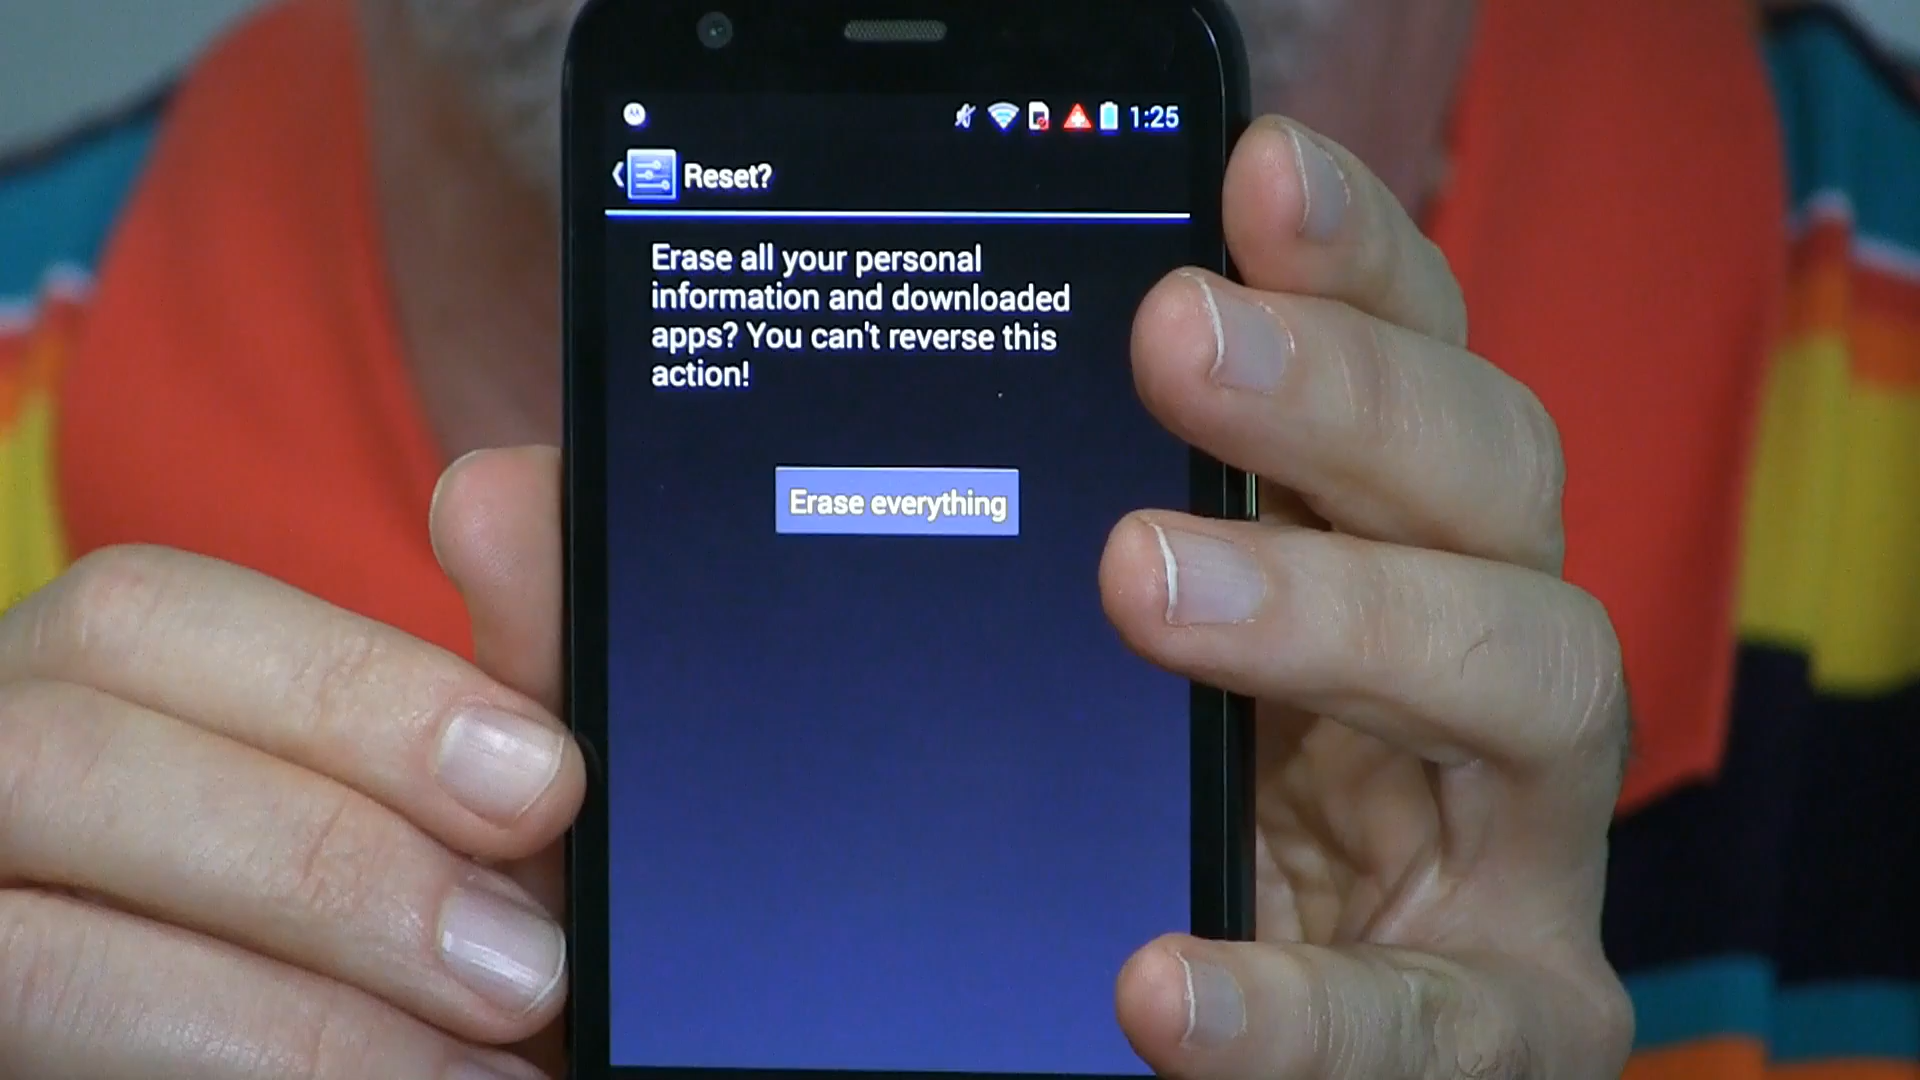 1:25
Reset?
Erase all your personal
information and downloaded
apps? You can't reverse this
action!
Erase everything